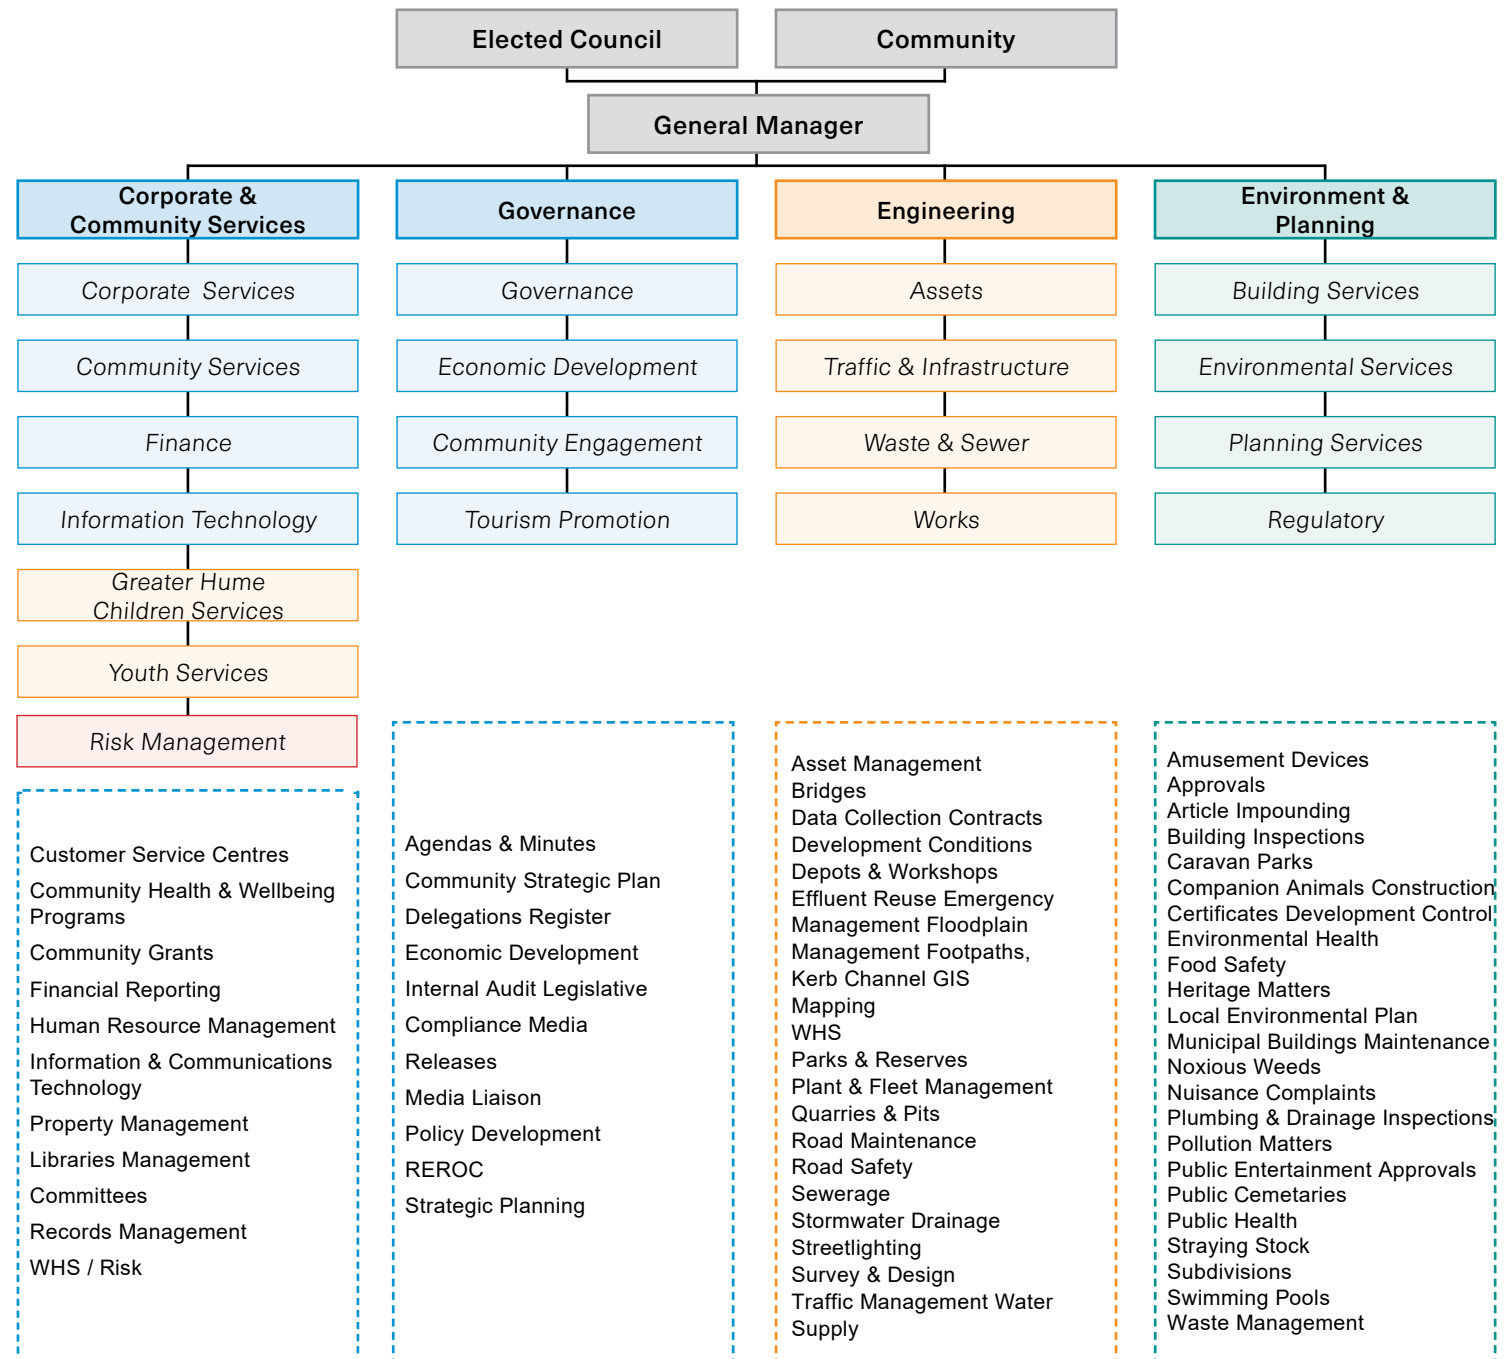 Elected Council
Community
General Manager
Corporate &
Community Services
Governance
Engineering
Environment &
Planning
Corporate Services
Governance
Assets
Building Services
Community Services
Economic Development
Traffic & Infrastructure
Environmental Services
Finance
Community Engagement
Waste & Sewer
Planning Services
Information Technology
Tourism Promotion
Works
Regulatory
Greater Hume
Children Services
Youth Services
Risk Management
Customer Service Centres
Community Health & Wellbeing
Programs
Community Grants
Financial Reporting
Human Resource Management
Information & Communications
Technology
Property Management
Libraries Management
Committees
Records Management
WHS / Risk
Agendas & Minutes
Community Strategic Plan
Delegations Register
Economic Development
Internal Audit Legislative
Compliance Media
Releases
Media Liaison
Policy Development
REROC
Strategic Planning
Asset Management
Bridges
Data Collection Contracts
Development Conditions
Depots & Workshops
Effluent Reuse Emergency
Management Floodplain
Management Footpaths,
Kerb Channel GIS
Mapping
WHS
Parks & Reserves
Plant & Fleet Management
Quarries & Pits
Road Maintenance
Road Safety
Sewerage
Stormwater Drainage
Streetlighting
Survey & Design
Traffic Management Water
Supply
Amusement Devices
Approvals
Article Impounding
Building Inspections
Caravan Parks
Companion Animals Construction
Certificates Development Control
Environmental Health
Food Safety
Heritage Matters
Local Environmental Plan
Municipal Buildings Maintenance
Noxious Weeds
Nuisance Complaints
Plumbing & Drainage Inspections
Pollution Matters
Public Entertainment Approvals
Public Cemetaries
Public Health
Straying Stock
Subdivisions
Swimming Pools
Waste Management